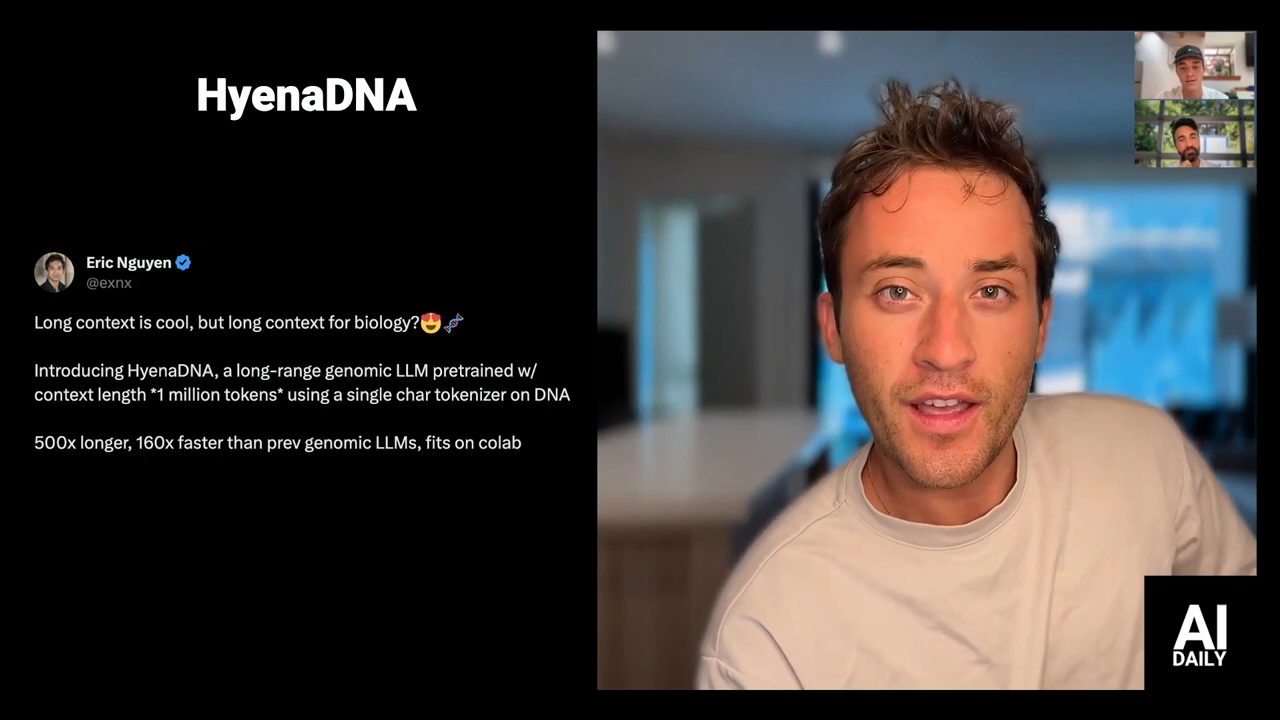 HyenaDNA
Eric Nguyen
@exnx
Long context is cool, but long context for biology?😍🧬
Introducing HyenaDNA, a long-range genomic LLM pretrained w/
context length *1 million tokens* using a single char tokenizer on DNA
500x longer, 160x faster than prev genomic LLMs, fits on colab
AI
DAILY